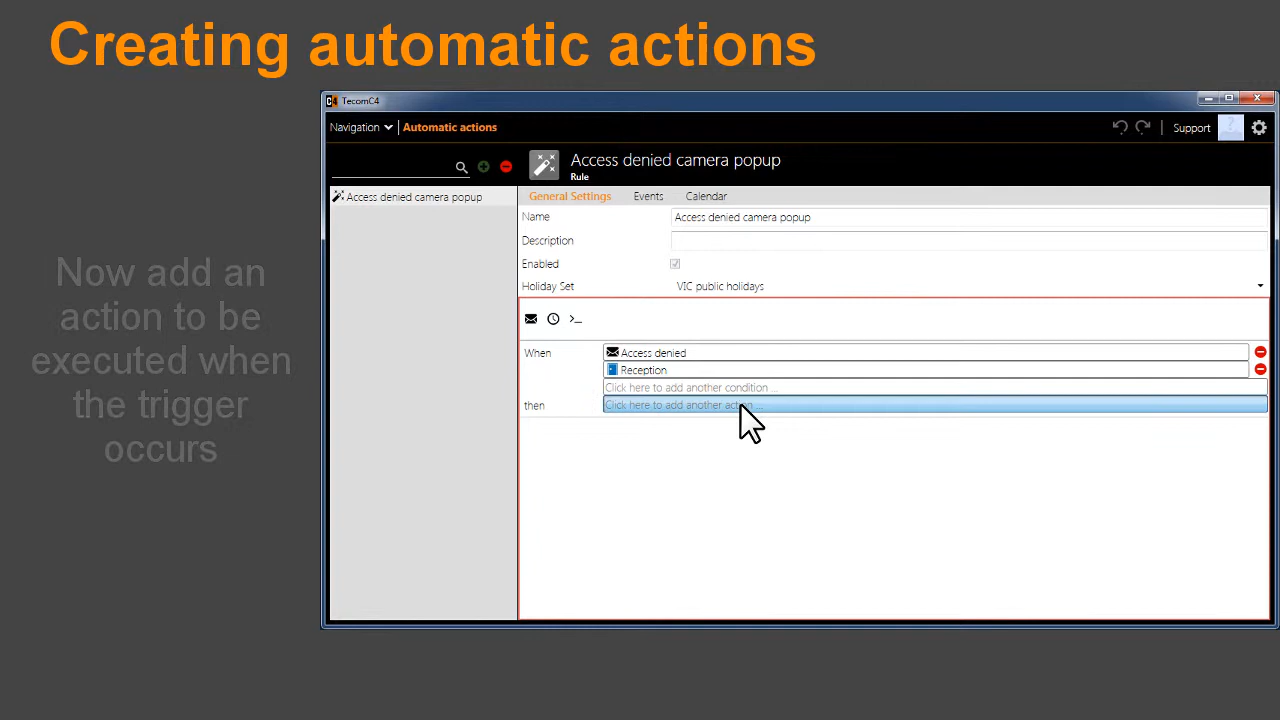 Creating automatic actions
C4 TecomC4
Navigation | Automatic actions
Support
?
Access denied camera popup
Rule
Access denied camera popup
General Settings Events Calendar
Name Access denied camera popup
Description
Enabled
Holiday Set VIC public holidays
>_
When Access denied
Reception
Click here to add another condition ...
then Click here to add another action ...
Now add an
action to be
executed when
the trigger
occurs